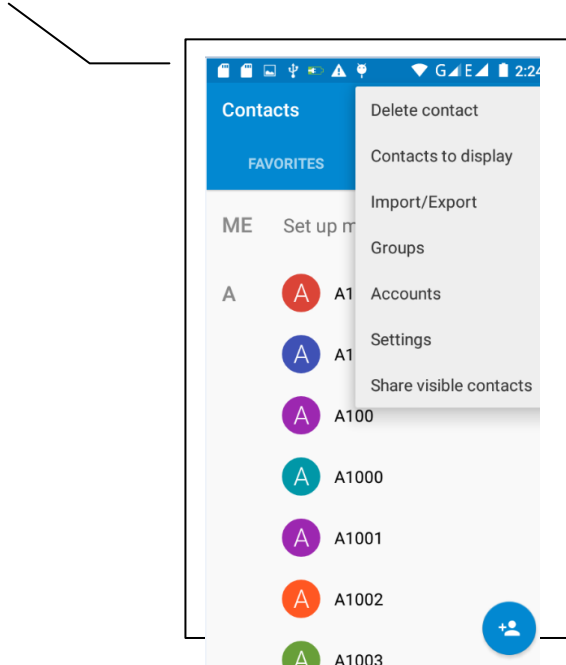 G E 2:24
Contacts
FAVORITES
Delete contact
Contacts to display
Import/Export
Groups
Accounts
Settings
Share visible contacts
ME Set up m
A A A1
A A1
A A100
A A1000
A A1001
A A1002
A A1003